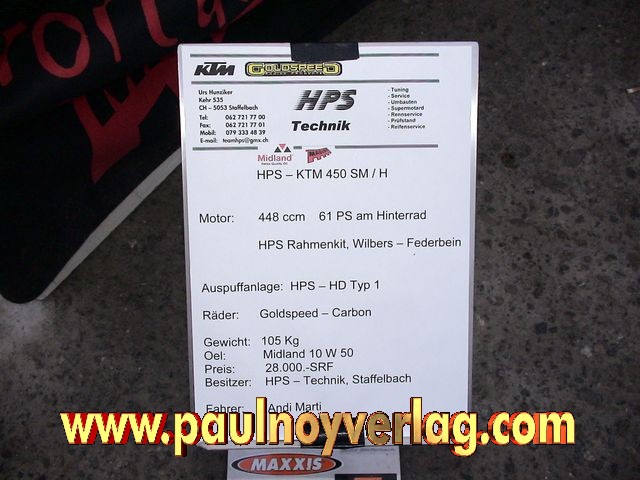 KTM GOLDSPEED
Urs Hunziker
Kehr 535
CH – 5053 Staffelbach
Tel: 062 721 77 00
Fax: 062 721 77 01
Mobil: 079 333 48 39
E-mail: teamhps@gmx.ch
HPS
Technik
- Tuning
- Service
- Umbauten
- Supermotard
- Rennservice
- Prüfstand
- Reifenservice
Midland
HPS – KTM 450 SM / H
Motor: 448 ccm 61 PS am Hinterrad
HPS Rahmenkit, Wilbers – Federbein
Auspuffanlage: HPS – HD Typ 1
Räder: Goldspeed – Carbon
Gewicht: 105 Kg
Oel: Midland 10 W 50
Preis: 28.000.-SRF
Besitzer: HPS – Technik, Staffelbach
Fahrer: Andi Marti
www.paulnoyverlag.com
MAXXIS